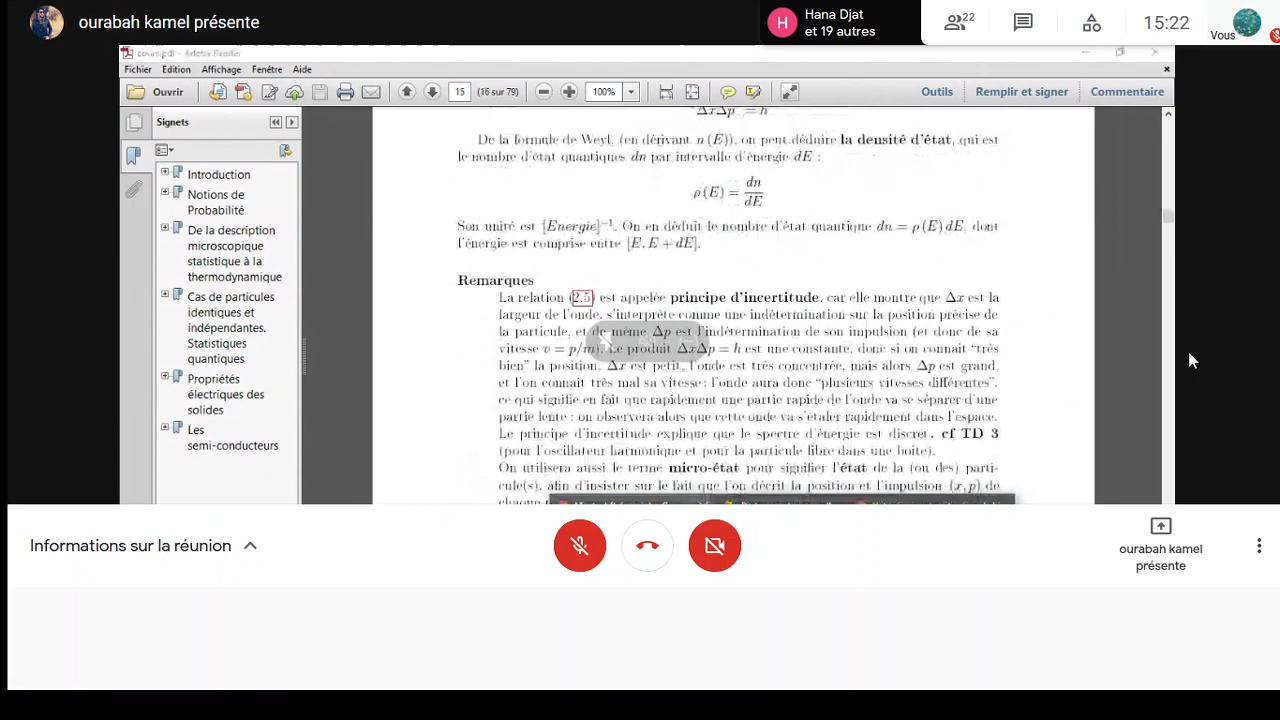 ourabah kamel présente
H
Hana Djat
et 19 autres
22
15:22
Vous
cours.pdf - Adobe Reader
Fichier Edition Affichage Fenêtre Aide
Ouvrir
15 (16 sur 79)
100%
Outils Remplir et signer Commentaire
Signets
Introduction
Notions de
Probabilité
De la description
microscopique
statistique à la
thermodynamique
Cas de particules
identiques et
indépendantes.
Statistiques
quantiques
Propriétés
électriques des
solides
Les
semi-conducteurs
ΔxΔp = h
De la formule de Weyl, (en dérivant n (E)), on peut déduire la densité d'état, qui est
le nombre d'état quantiques dn par intervalle d'énergie dE :
ρ (E) = dn/dE
Son unité est [Energie]⁻¹. On en déduit le nombre d'état quantique dn = ρ (E) dE, dont
l'énergie est comprise entre [E, E + dE].
Remarques
La relation (2.5) est appelée principe d'incertitude, car elle montre que Δx est la
largeur de l'onde, s'interprète comme une indétermination sur la position précise de
la particule, et de même Δp est l'indétermination de son impulsion (et donc de sa
vitesse v = p/m). Le produit ΔxΔp = h est une constante, donc si on connait "très
bien" la position, Δx est petit, l'onde est très concentrée, mais alors Δp est grand,
et l'on connait très mal sa vitesse ; l'onde aura donc "plusieurs vitesses différentes",
ce qui signifie en fait que rapidement une partie rapide de l'onde va se séparer d'une
partie lente : on observera alors que cette onde va s'étaler rapidement dans l'espace.
Le principe d'incertitude explique que le spectre d'énergie est discret . cf TD 3
(pour l'oscillateur harmonique et pour la particule libre dans une boite).
On utilisera aussi le terme micro-état pour signifier l'état de la (ou des) parti-
cule(s), afin d'insister sur le fait que l'on décrit la position et l'impulsion (x, p) de
Informations sur la réunion
ourabah kamel
présente